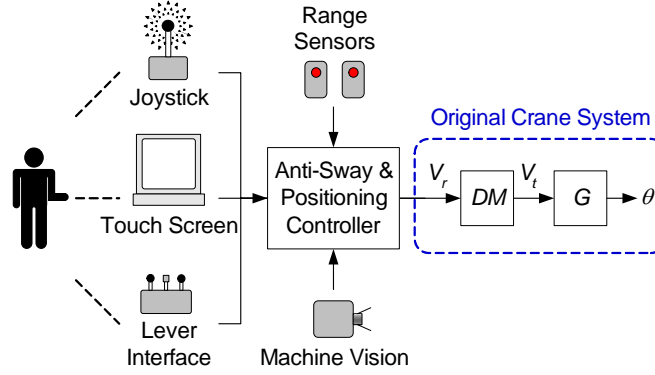 Range
Sensors
Joystick
Original Crane System
Anti-Sway &
Positioning
Controller
V_r
DM
V_t
G
θ
Touch Screen
Lever
Interface
Machine Vision